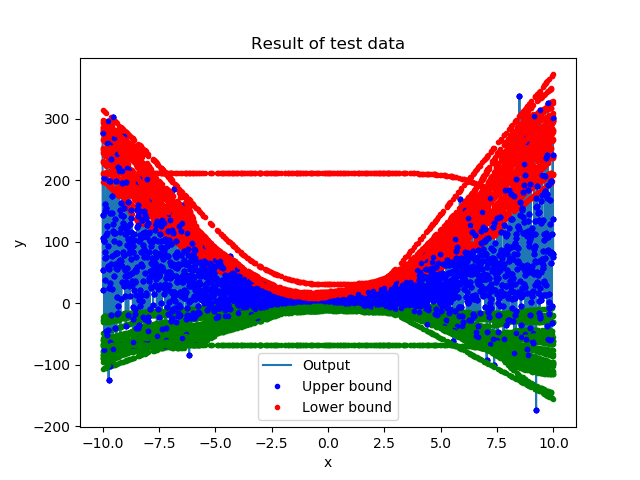 Result of test data
y
300
200
100
0
−100
−200
Output
Upper bound
Lower bound
−10.0 −7.5 −5.0 −2.5 0.0 2.5 5.0 7.5 10.0
x